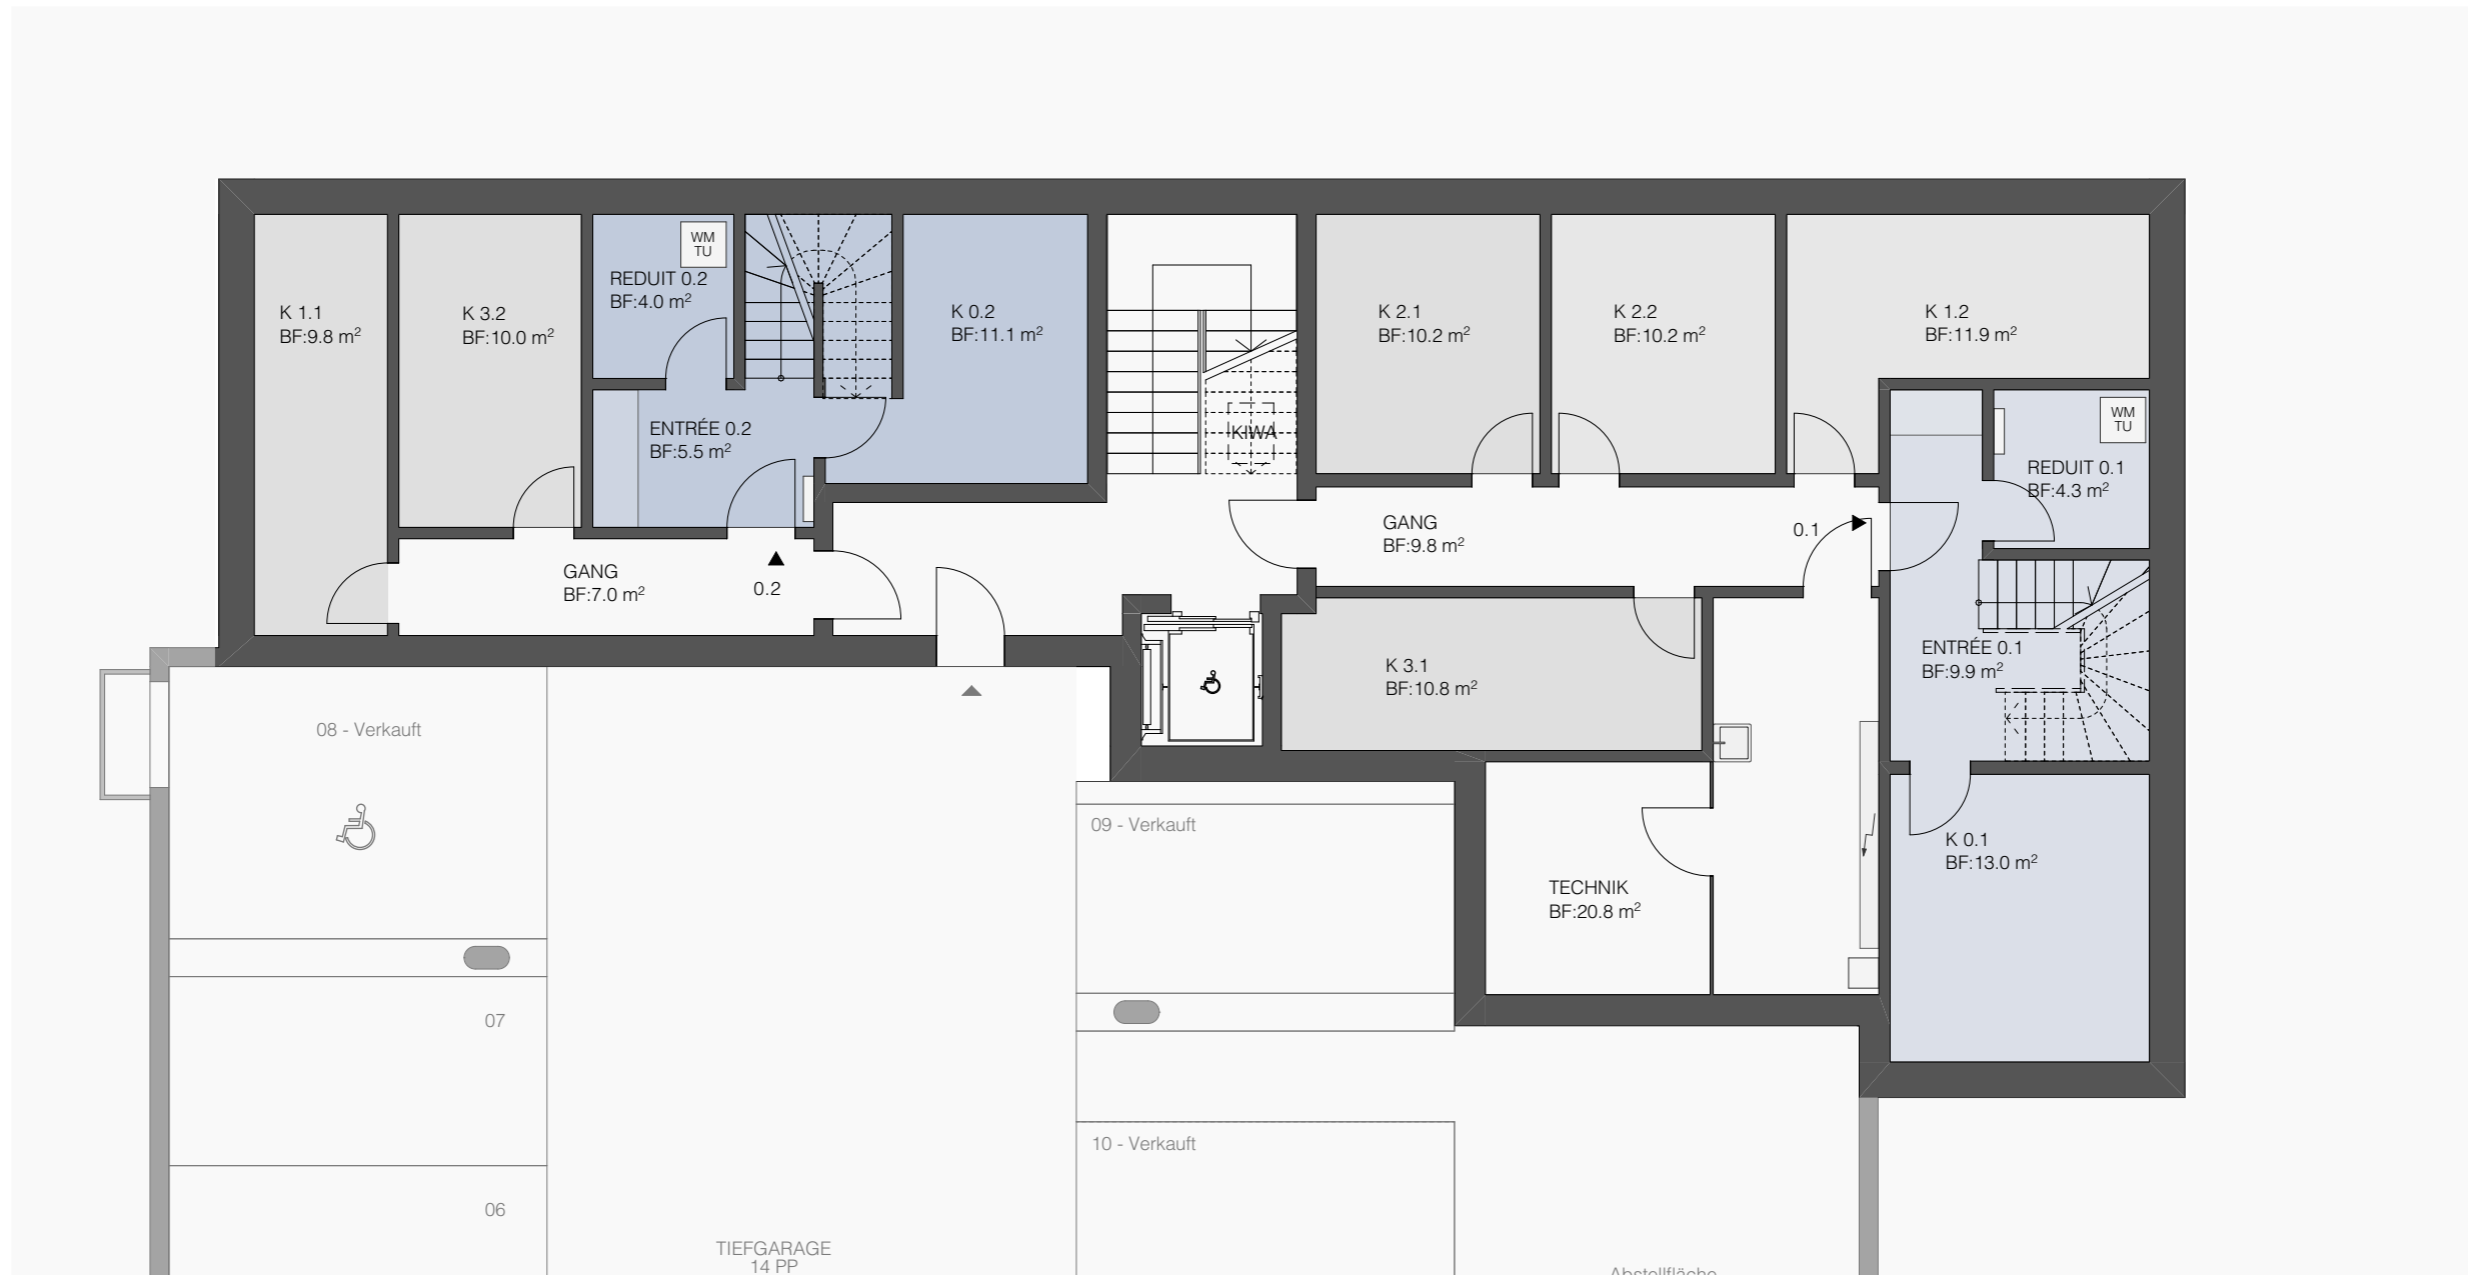 K 1.1
BF:9.8 m²
K 3.2
BF:10.0 m²
WM
TU
REDUIT 0.2
BF:4.0 m²
ENTRÉE 0.2
BF:5.5 m²
K 0.2
BF:11.1 m²
KIWA
K 2.1
BF:10.2 m²
K 2.2
BF:10.2 m²
K 1.2
BF:11.9 m²
WM
TU
REDUIT 0.1
BF:4.3 m²
GANG
BF:7.0 m²
0.2
GANG
BF:9.8 m²
0.1
K 3.1
BF:10.8 m²
ENTRÉE 0.1
BF:9.9 m²
TECHNIK
BF:20.8 m²
K 0.1
BF:13.0 m²
08 - Verkauft
09 - Verkauft
07
10 - Verkauft
06
TIEFGARAGE
14 PP
Abstellfläche